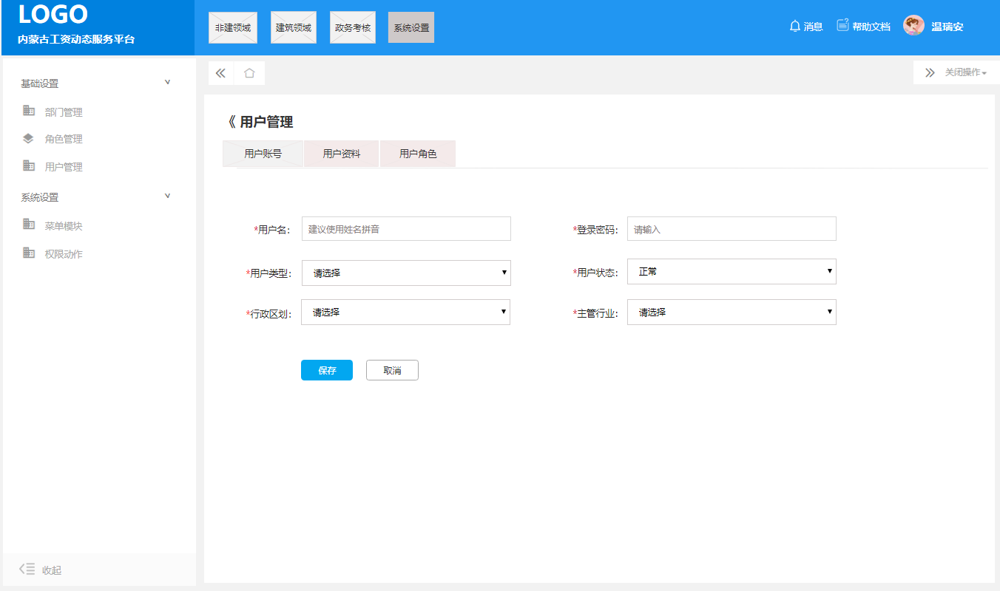 LOGO
内蒙古工资动态服务平台
非建领域 建筑领域 政务考核 系统设置
消息 帮助文档 温瑞安
关闭操作
基础设置
部门管理
角色管理
用户管理
系统设置
菜单模块
权限动作
收起
《 用户管理
用户账号 用户资料 用户角色
*用户名： 建议使用姓名拼音 *登录密码： 请输入
*用户类型： 请选择 *用户状态： 正常
*行政区划： 请选择 *主管行业： 请选择
保存 取消